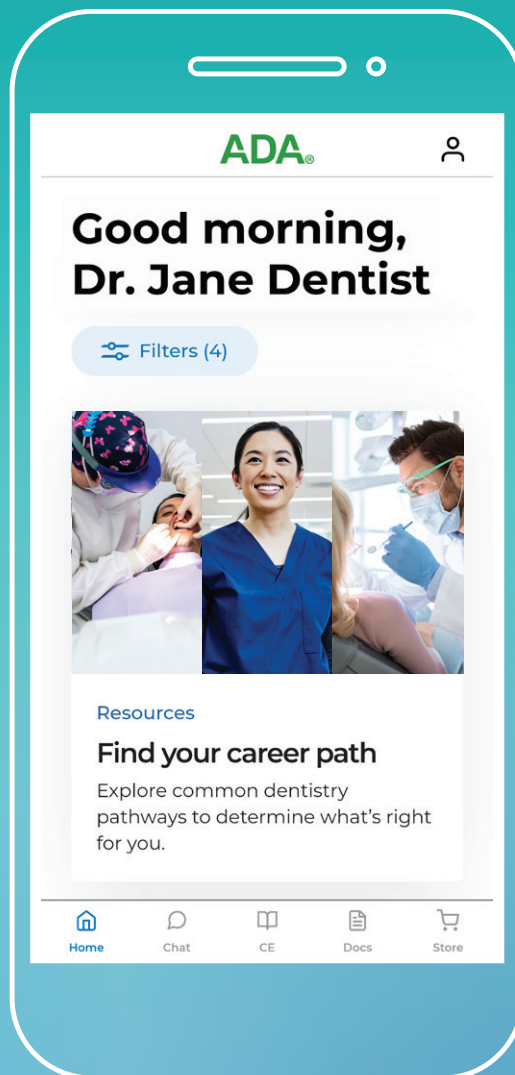 ADA®
Good morning,
Dr. Jane Dentist
Filters (4)
Resources
Find your career path
Explore common dentistry
pathways to determine what’s right
for you.
Home Chat CE Docs Store